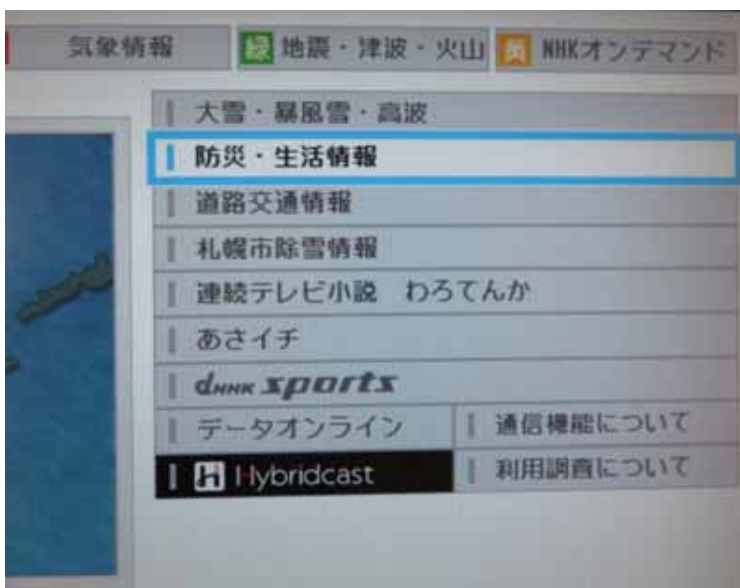 気象情報 緑 地震・津波・火山 黄 NHKオンデマンド
大雪・暴風雪・高波
防災・生活情報
道路交通情報
札幌市除雪情報
連続テレビ小説 わろてんか
あさイチ
dNHK sports
データオンライン 通信機能について
Hybridcast 利用調査について